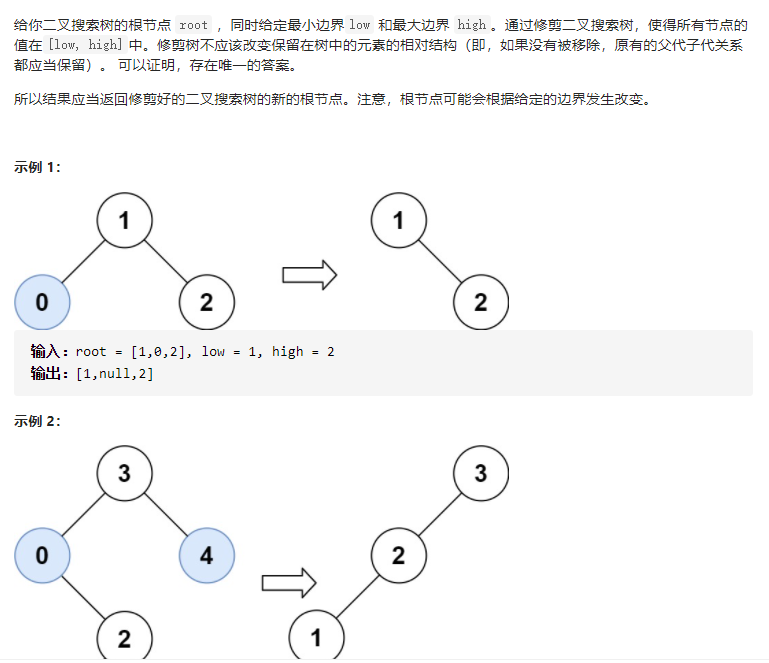 给你二叉搜索树的根节点 root ，同时给定最小边界 low 和最大边界 high 。通过修剪二叉搜索树，使得所有节点的
值在 [low, high] 中。修剪树不应该改变保留在树中的元素的相对结构（即，如果没有被移除，原有的父代子代关系
都应当保留）。 可以证明，存在唯一的答案。
所以结果应当返回修剪好的二叉搜索树的新的根节点。注意，根节点可能会根据给定的边界发生改变。
示例 1：
1
1
0
2
2
输入：root = [1,0,2], low = 1, high = 2
输出：[1,null,2]
示例 2：
3
3
0
4
2
2
1